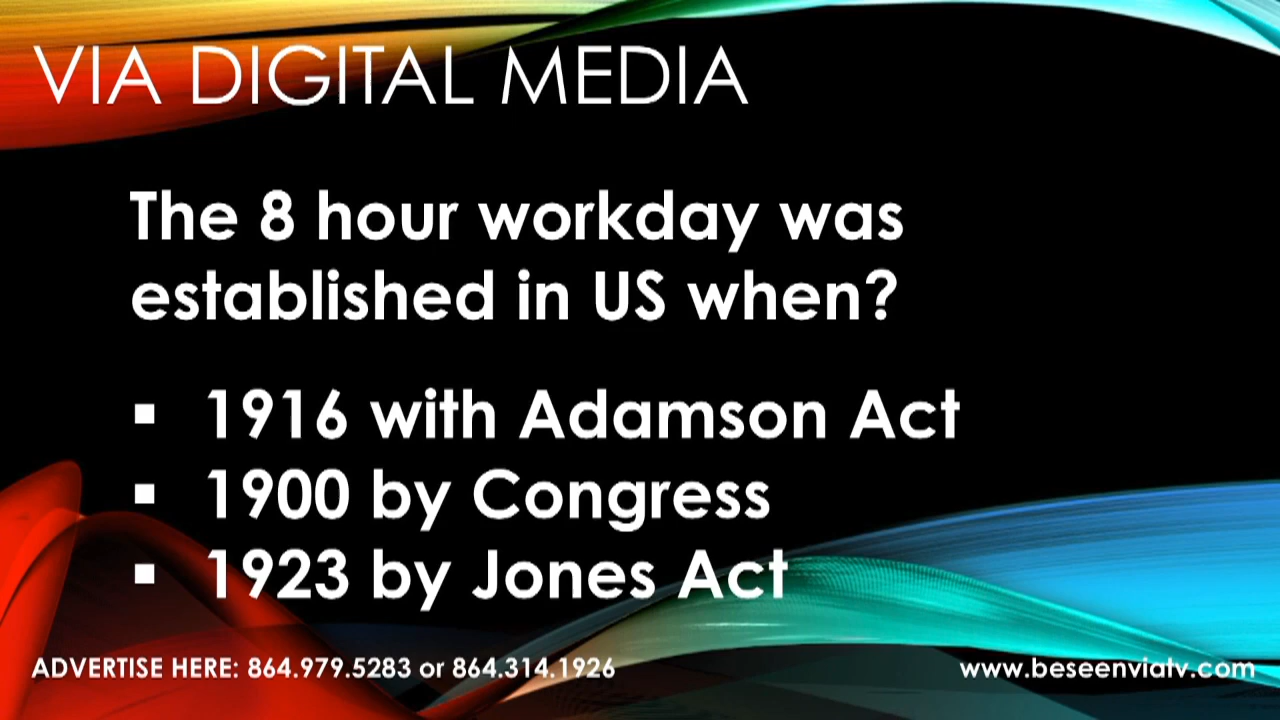 VIA DIGITAL MEDIA
The 8 hour workday was
established in US when?
▪ 1916 with Adamson Act
▪ 1900 by Congress
▪ 1923 by Jones Act
ADVERTISE HERE: 864.979.5283 or 864.314.1926
www.beseenviatv.com